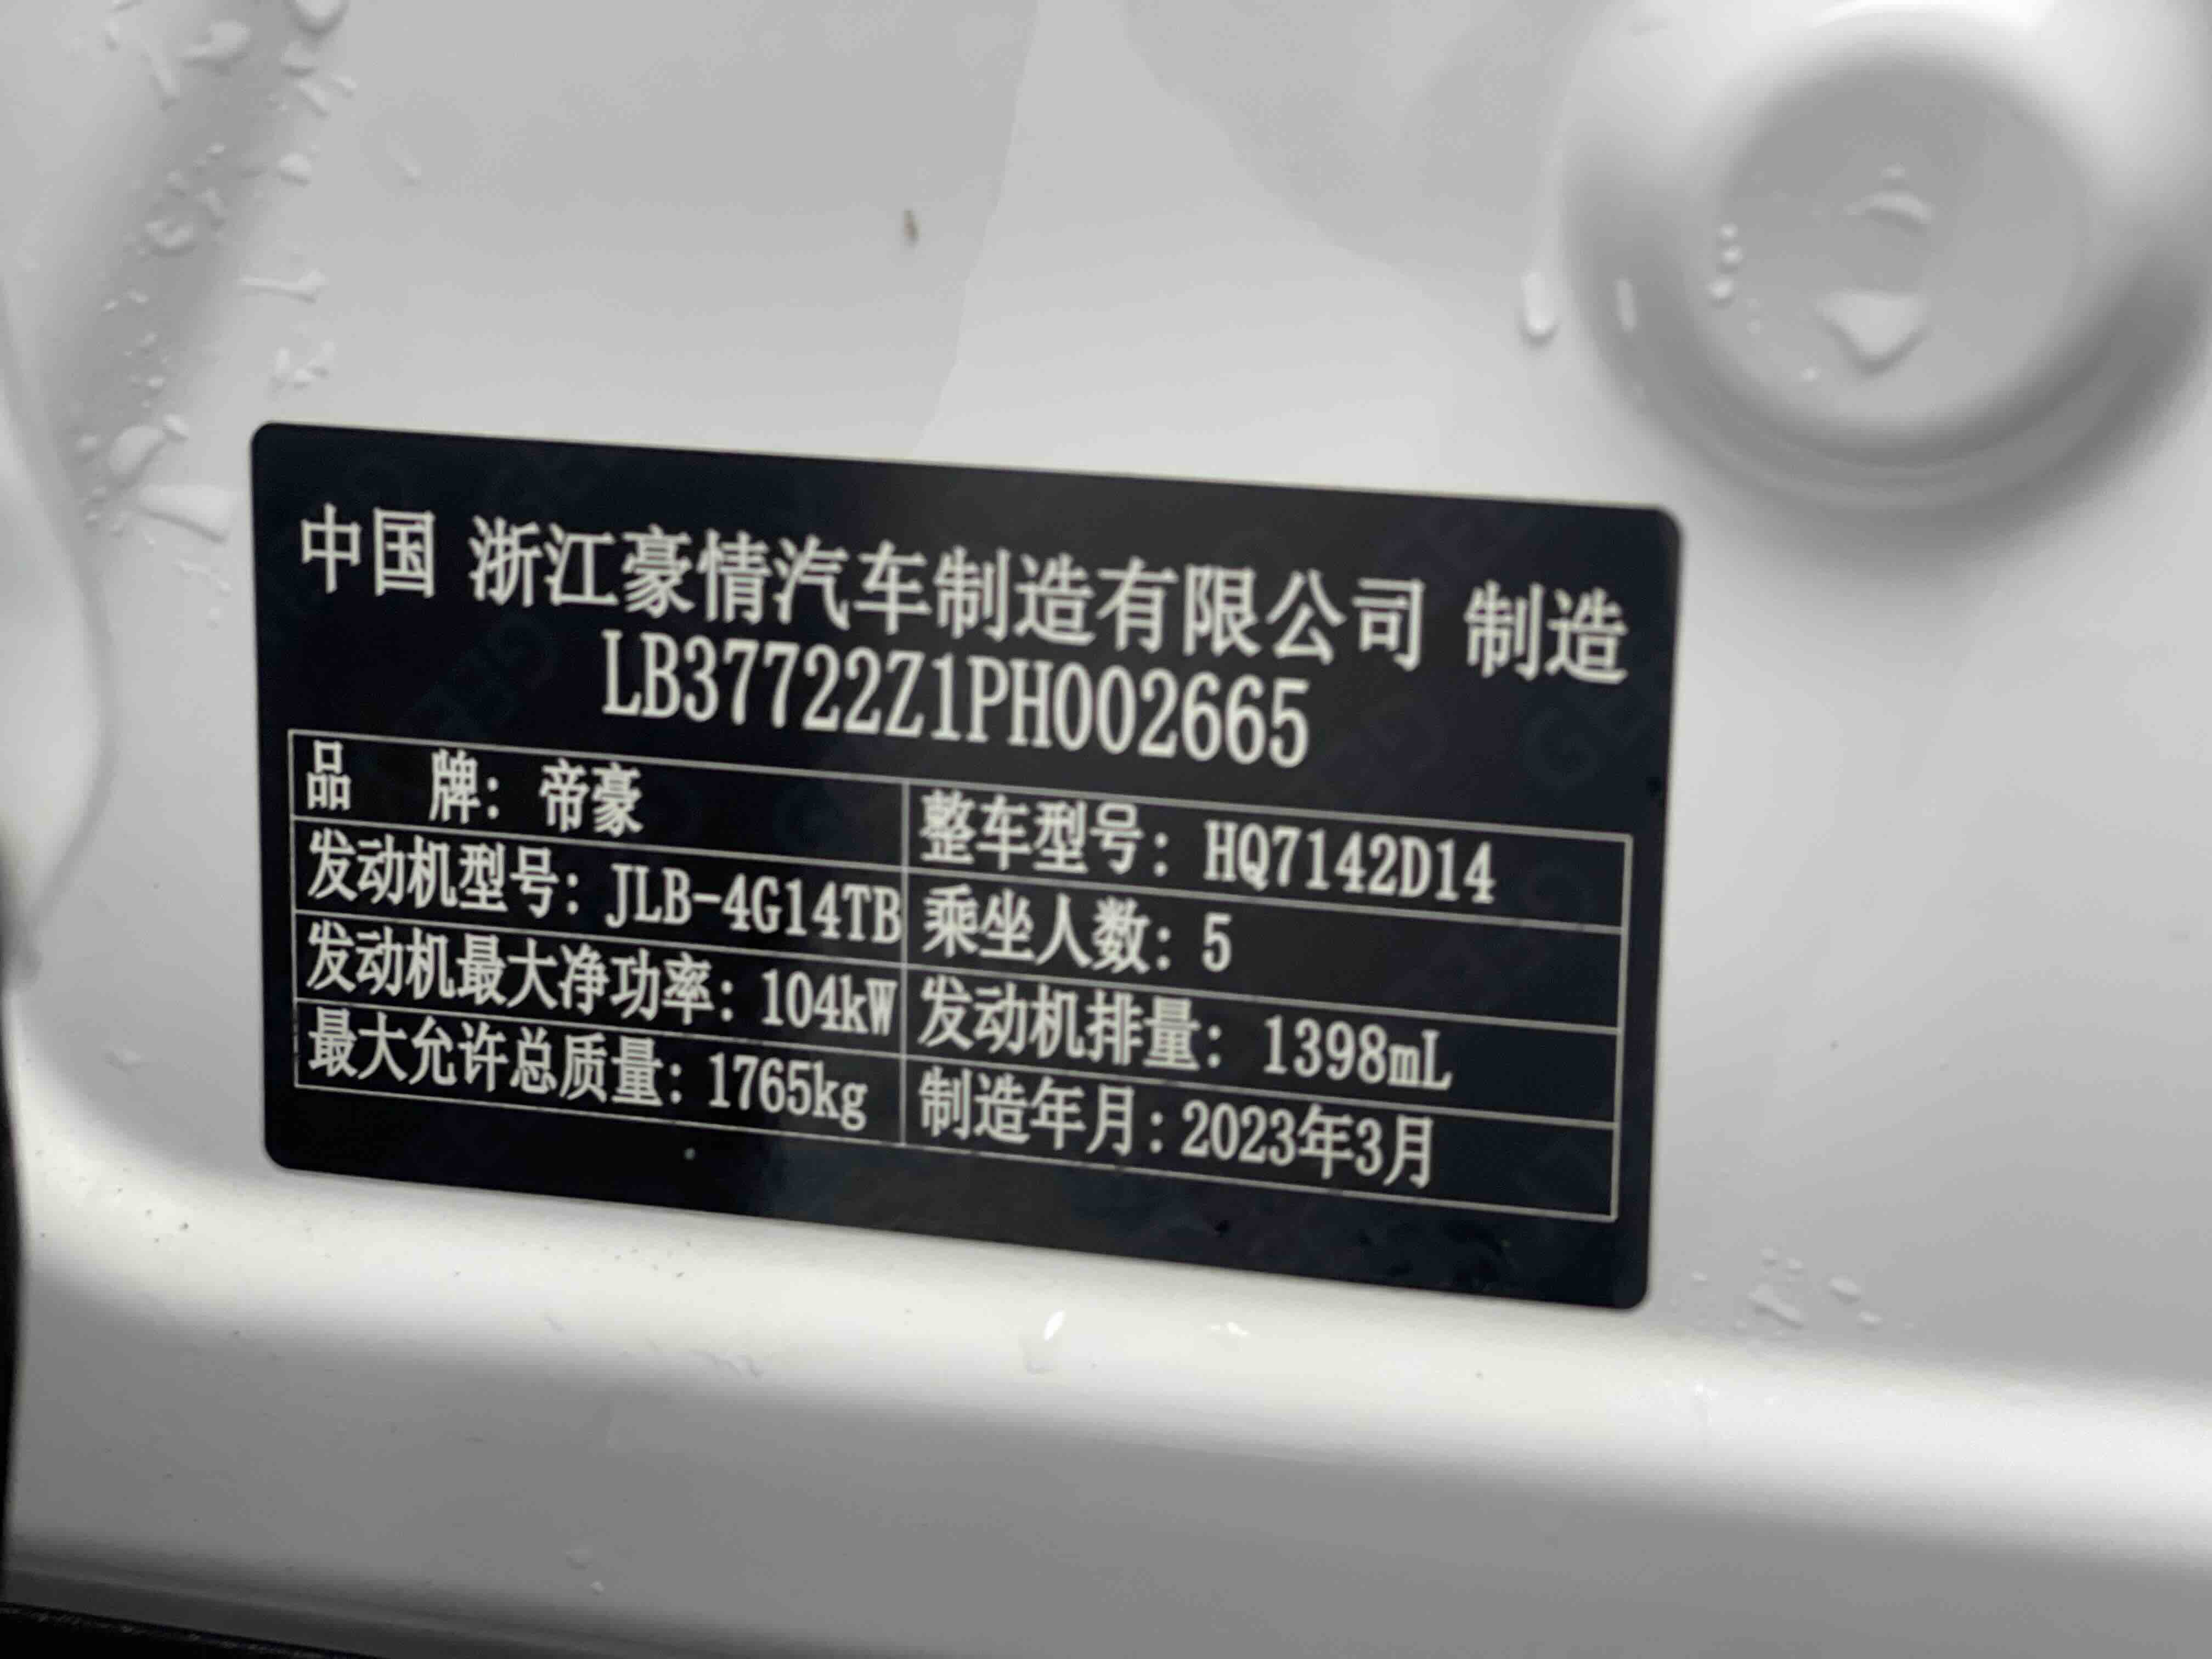 中国 浙江豪情汽车制造有限公司 制造
LB37722Z1PH002665
品 牌：帝豪 整车型号：HQ7142D14
发动机型号：JLB-4G14TB 乘坐人数：5
发动机最大净功率：104kW 发动机排量：1398mL
最大允许总质量：1765kg 制造年月：2023年3月